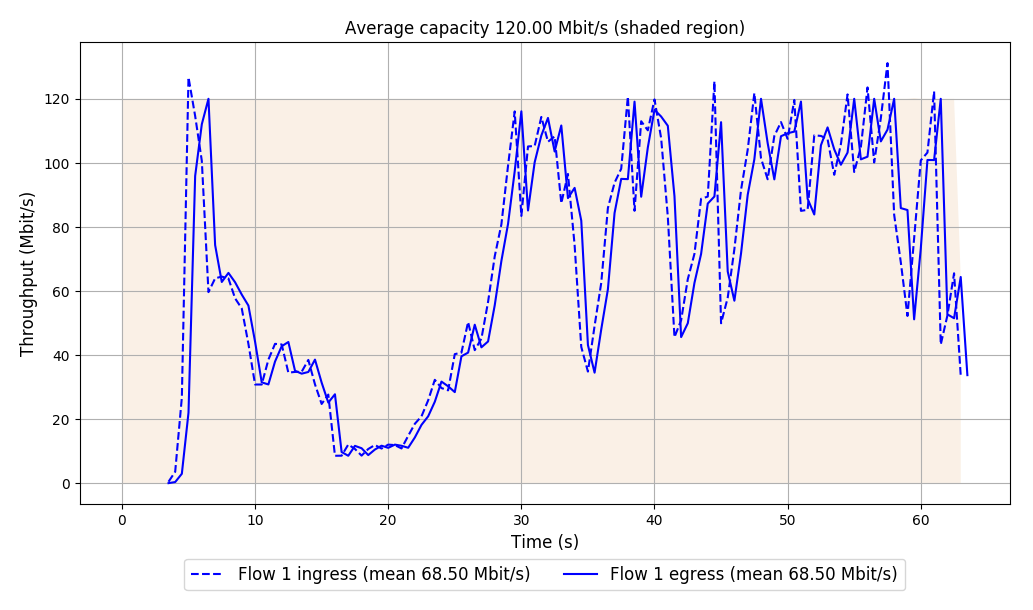 Average capacity 120.00 Mbit/s (shaded region)
Throughput (Mbit/s)
120
100
80
60
40
20
0
0 10 20 30 40 50 60
Time (s)
Flow 1 ingress (mean 68.50 Mbit/s) Flow 1 egress (mean 68.50 Mbit/s)